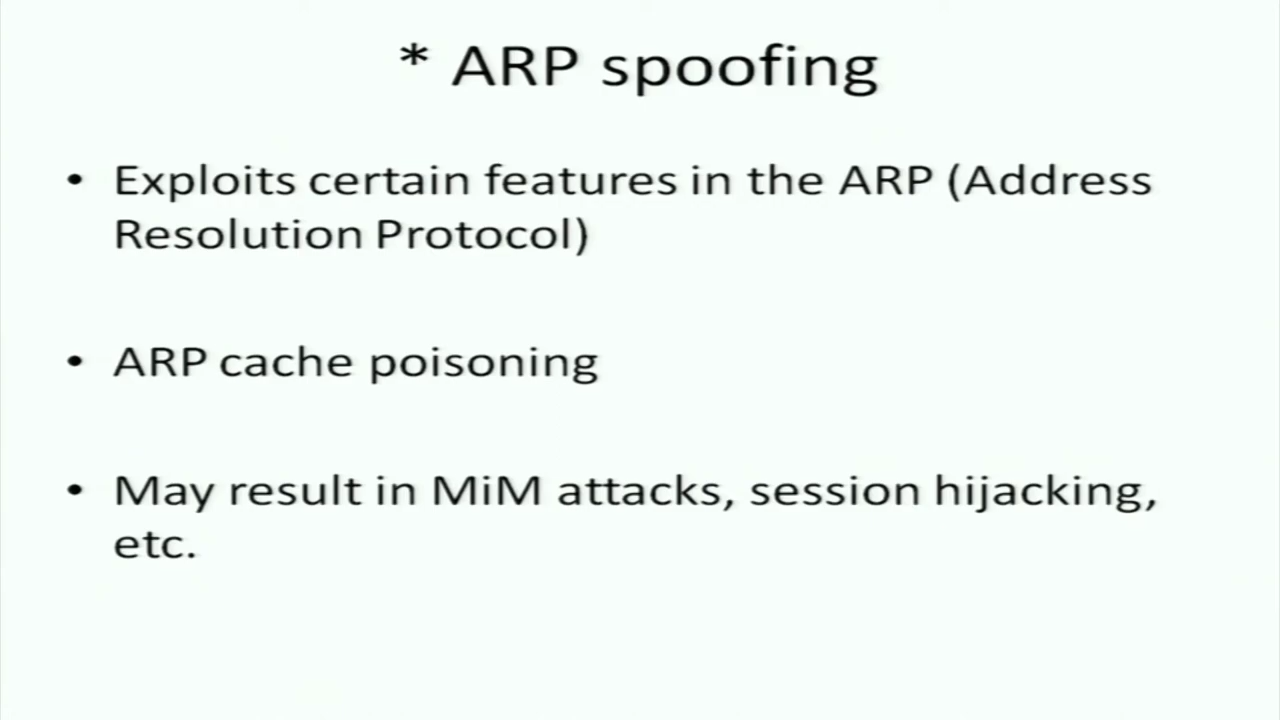 * ARP spoofing
• Exploits certain features in the ARP (Address
Resolution Protocol)
• ARP cache poisoning
• May result in MiM attacks, session hijacking,
etc.